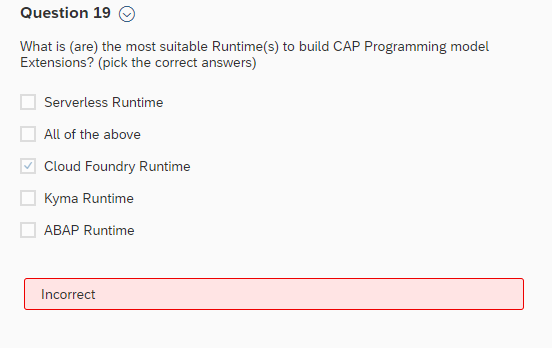 Question 19
What is (are) the most suitable Runtime(s) to build CAP Programming model
Extensions? (pick the correct answers)
Serverless Runtime
All of the above
Cloud Foundry Runtime
Kyma Runtime
ABAP Runtime
Incorrect